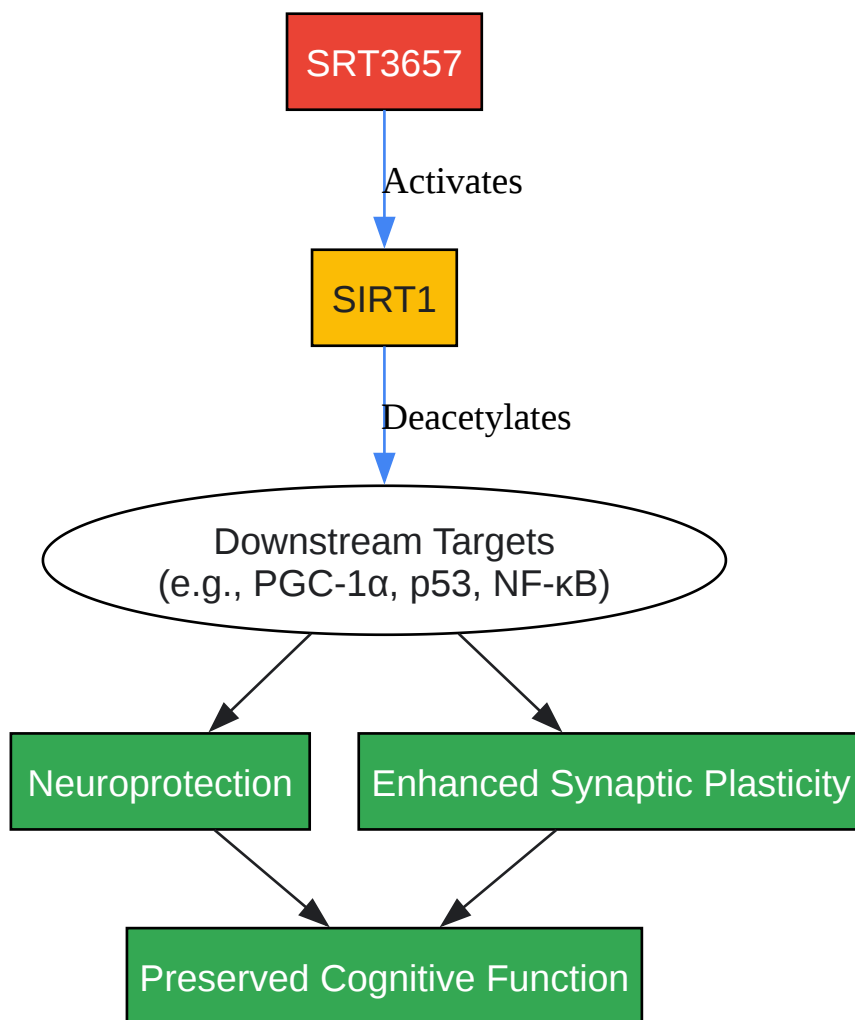 SRT3657
Activates
SIRT1
Deacetylates
Downstream Targets
(e.g., PGC-1α, p53, NF-κB)
Neuroprotection
Enhanced Synaptic Plasticity
Preserved Cognitive Function